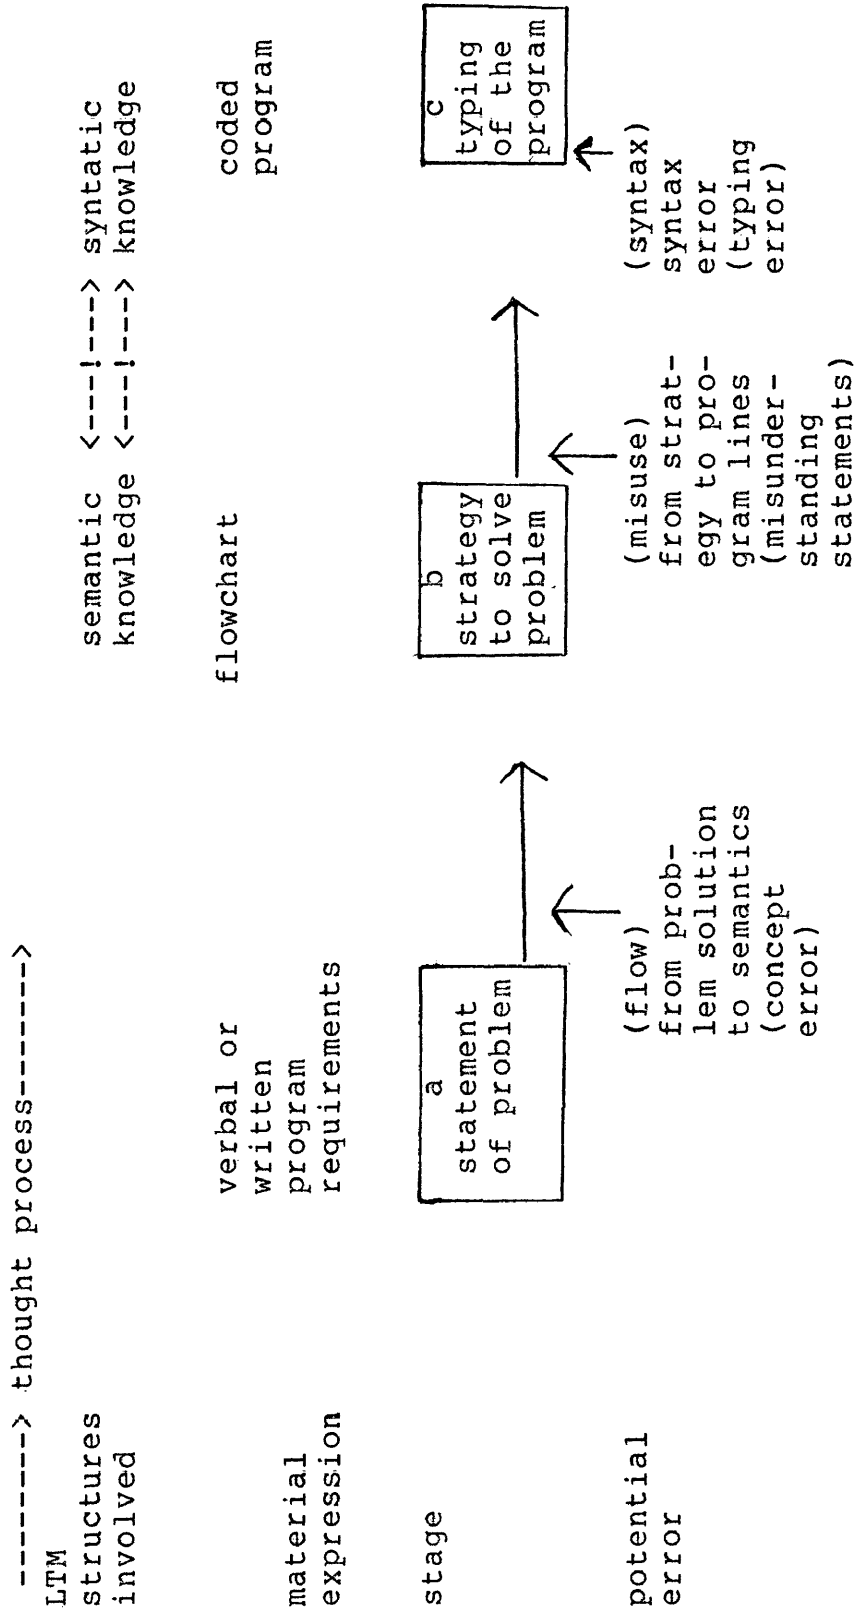 --------> thought process-------->
LTM
structures
involved
semantic <---!---> syntatic
knowledge <---!---> knowledge
material
expression
verbal or
written
program
requirements
flowchart
coded
program
stage
a
statement
of problem
b
strategy
to solve
problem
c
typing
of the
program
potential
error
(flow)
from prob-
lem solution
to semantics
(concept
error)
(misuse)
from strat-
egy to pro-
gram lines
(misunder-
standing
statements)
(syntax)
syntax
error
(typing
error)